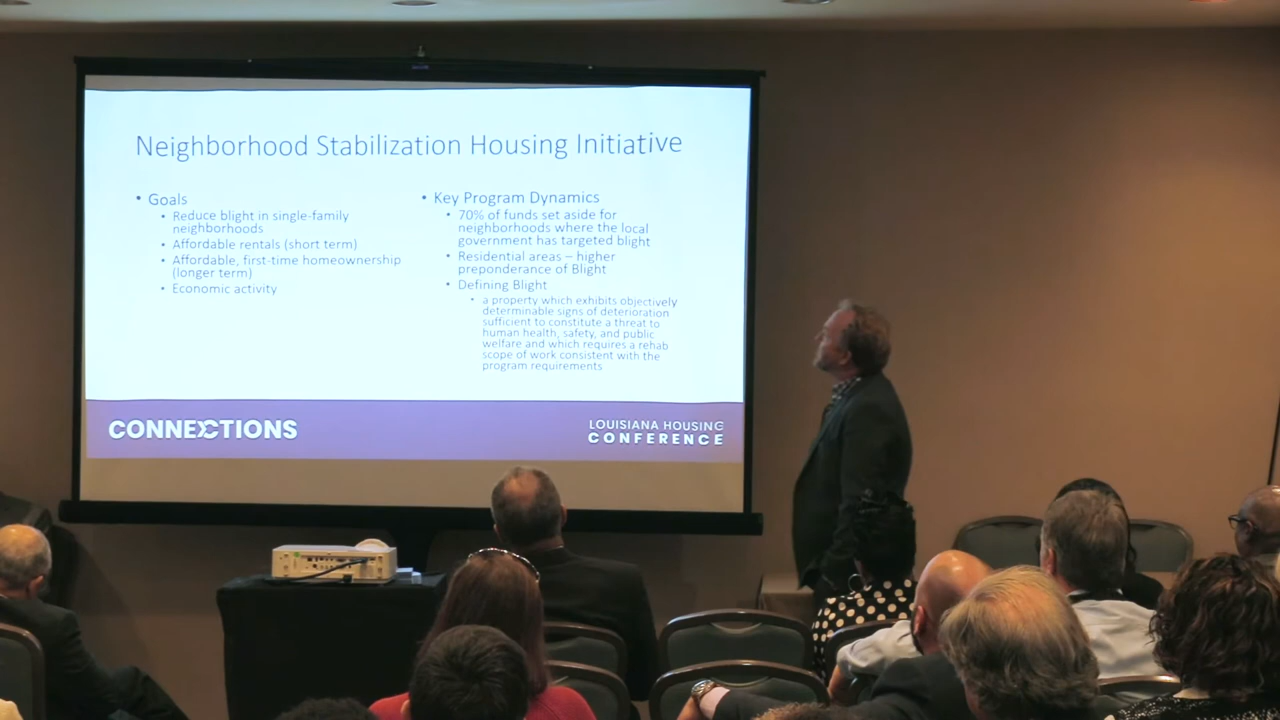 Neighborhood Stabilization Housing Initiative
• Goals
• Reduce blight in single-family
neighborhoods
• Affordable rentals (short term)
• Affordable, first-time homeownership
(longer term)
• Economic activity
• Key Program Dynamics
• 70% of funds set aside for
neighborhoods where the local
government has targeted blight
• Residential areas – higher
preponderance of Blight
• Defining Blight
• a property which exhibits objectively
determinable signs of deterioration
sufficient to constitute a threat to
human health, safety, and public
welfare and which requires a rehab
scope of work consistent with the
program requirements
CONNECTIONS
LOUISIANA HOUSING
CONFERENCE